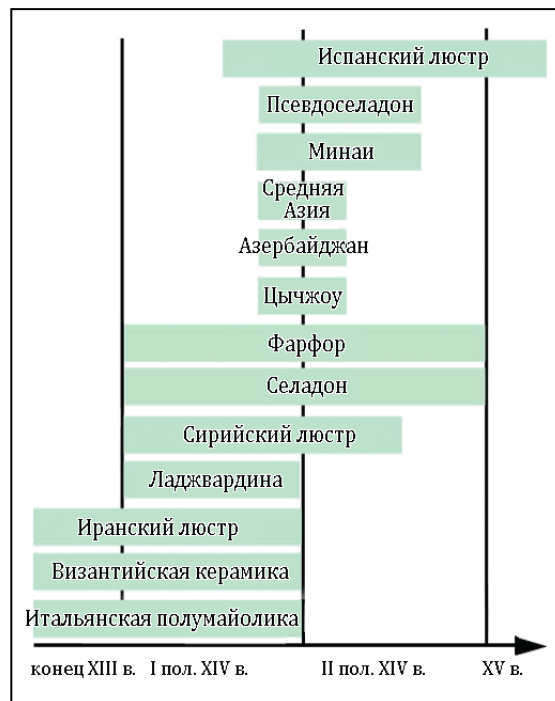 Испанский люстр
Псевдоселадон
Минаи
Средняя
Азия
Азербайджан
Цычжоу
Фарфор
Селадон
Сирийский люстр
Ладжвардина
Иранский люстр
Византийская керамика
Итальянская полумайолика
конец XIII в. I пол. XIV в. II пол. XIV в. XV в.